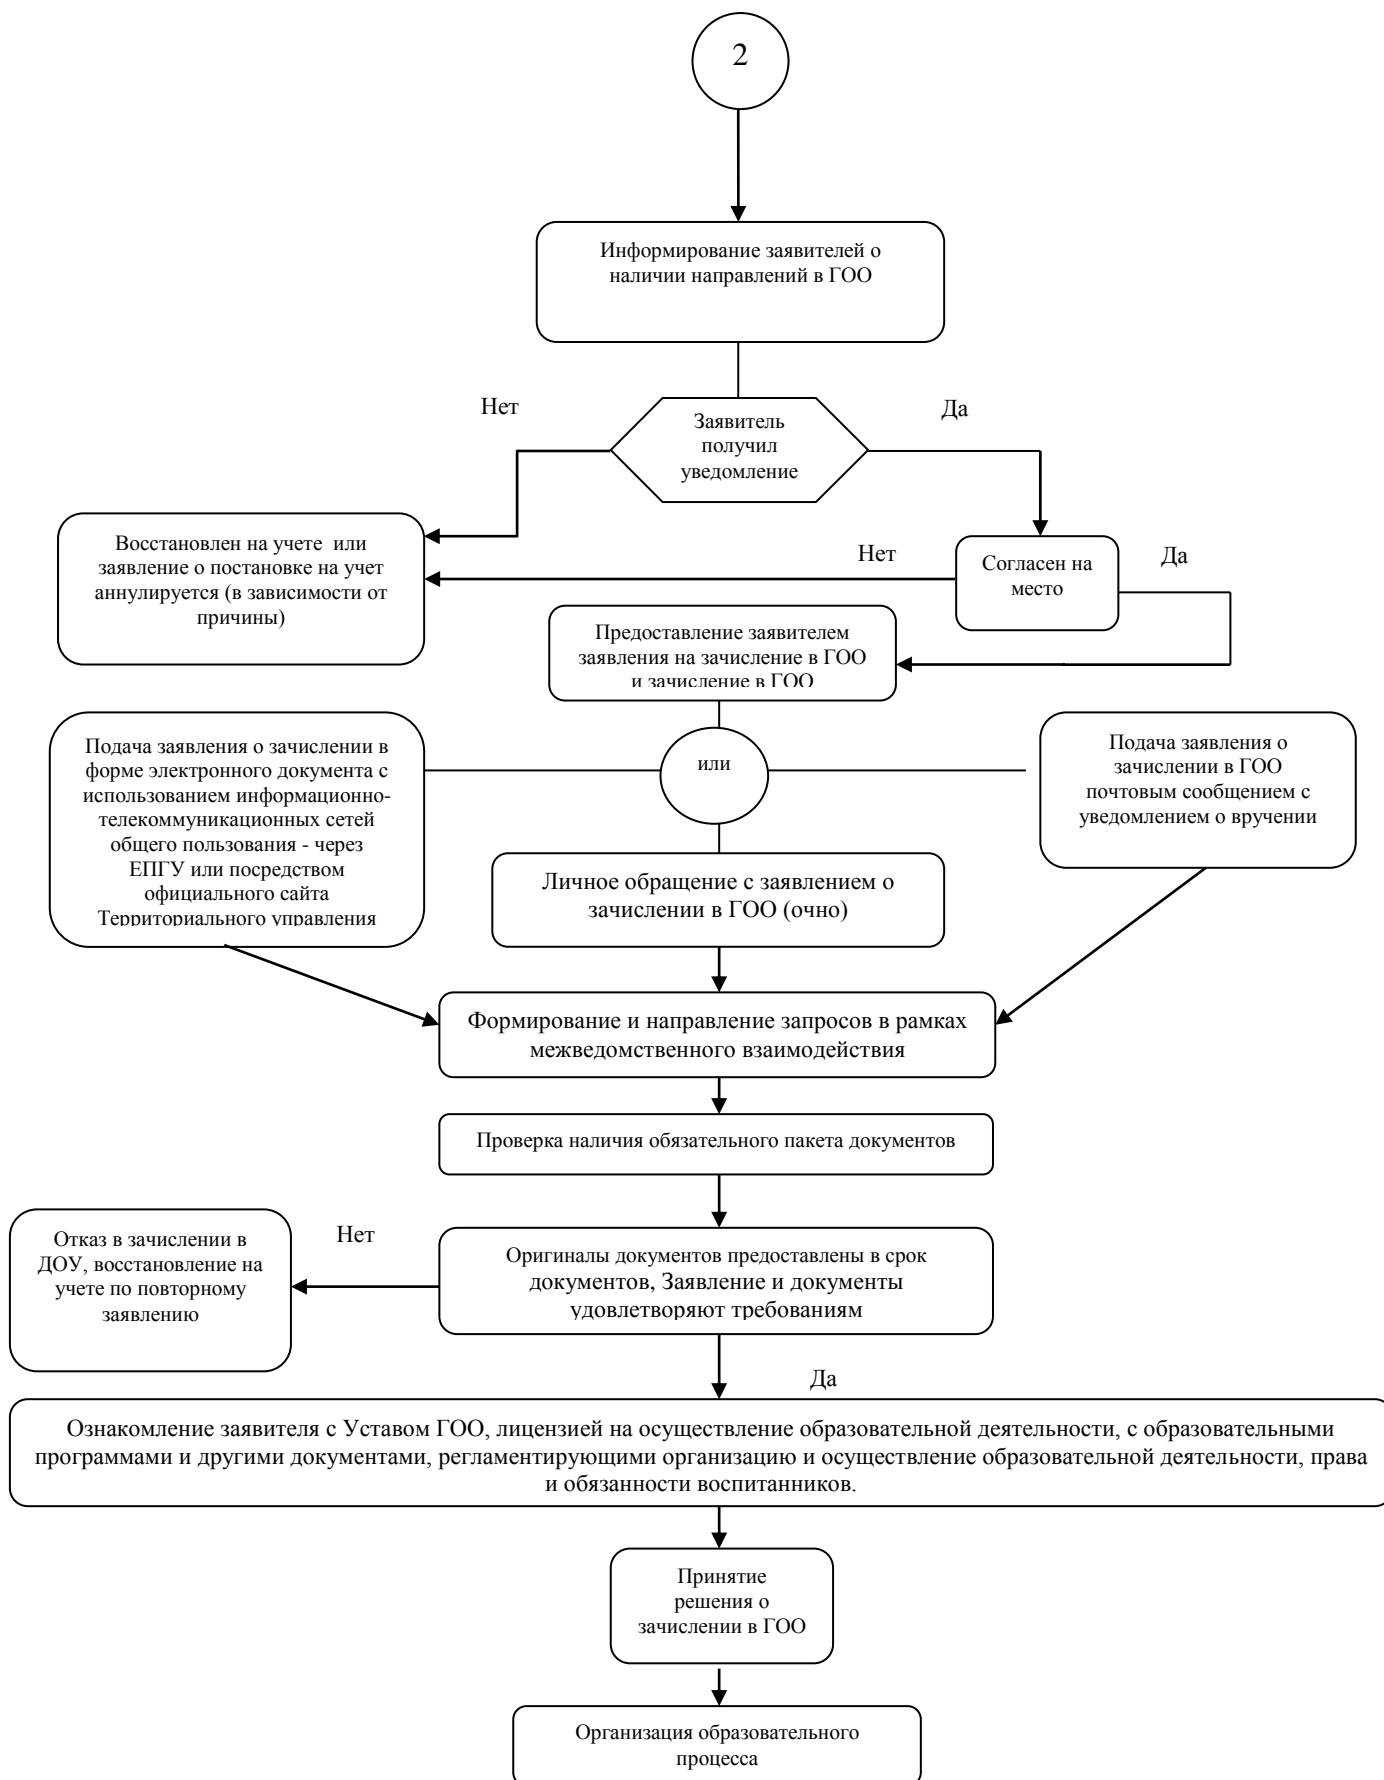 2
Информирование заявителей о
наличии направлений в ГОО
Нет
Да
Заявитель
получил
уведомление
Восстановлен на учете или
заявление о постановке на учет
аннулируется (в зависимости от
причины)
Нет
Согласен на
место
Да
Предоставление заявителем
заявления на зачисление в ГОО
и зачисление в ГОО
Подача заявления о зачислении в
форме электронного документа с
использованием информационно-
телекоммуникационных сетей
общего пользования - через
ЕПГУ или посредством
официального сайта
Территориального управления
или
Подача заявления о
зачислении в ГОО
почтовым сообщением с
уведомлением о вручении
Личное обращение с заявлением о
зачислении в ГОО (очно)
Формирование и направление запросов в рамках
межведомственного взаимодействия
Проверка наличия обязательного пакета документов
Отказ в зачислении в
ДОУ, восстановление на
учете по повторному
заявлению
Нет
Оригиналы документов предоставлены в срок
документов, Заявление и документы
удовлетворяют требованиям
Да
Ознакомление заявителя с Уставом ГОО, лицензией на осуществление образовательной деятельности, с образовательными
программами и другими документами, регламентирующими организацию и осуществление образовательной деятельности, права
и обязанности воспитанников.
Принятие
решения о
зачислении в ГОО
Организация образовательного
процесса